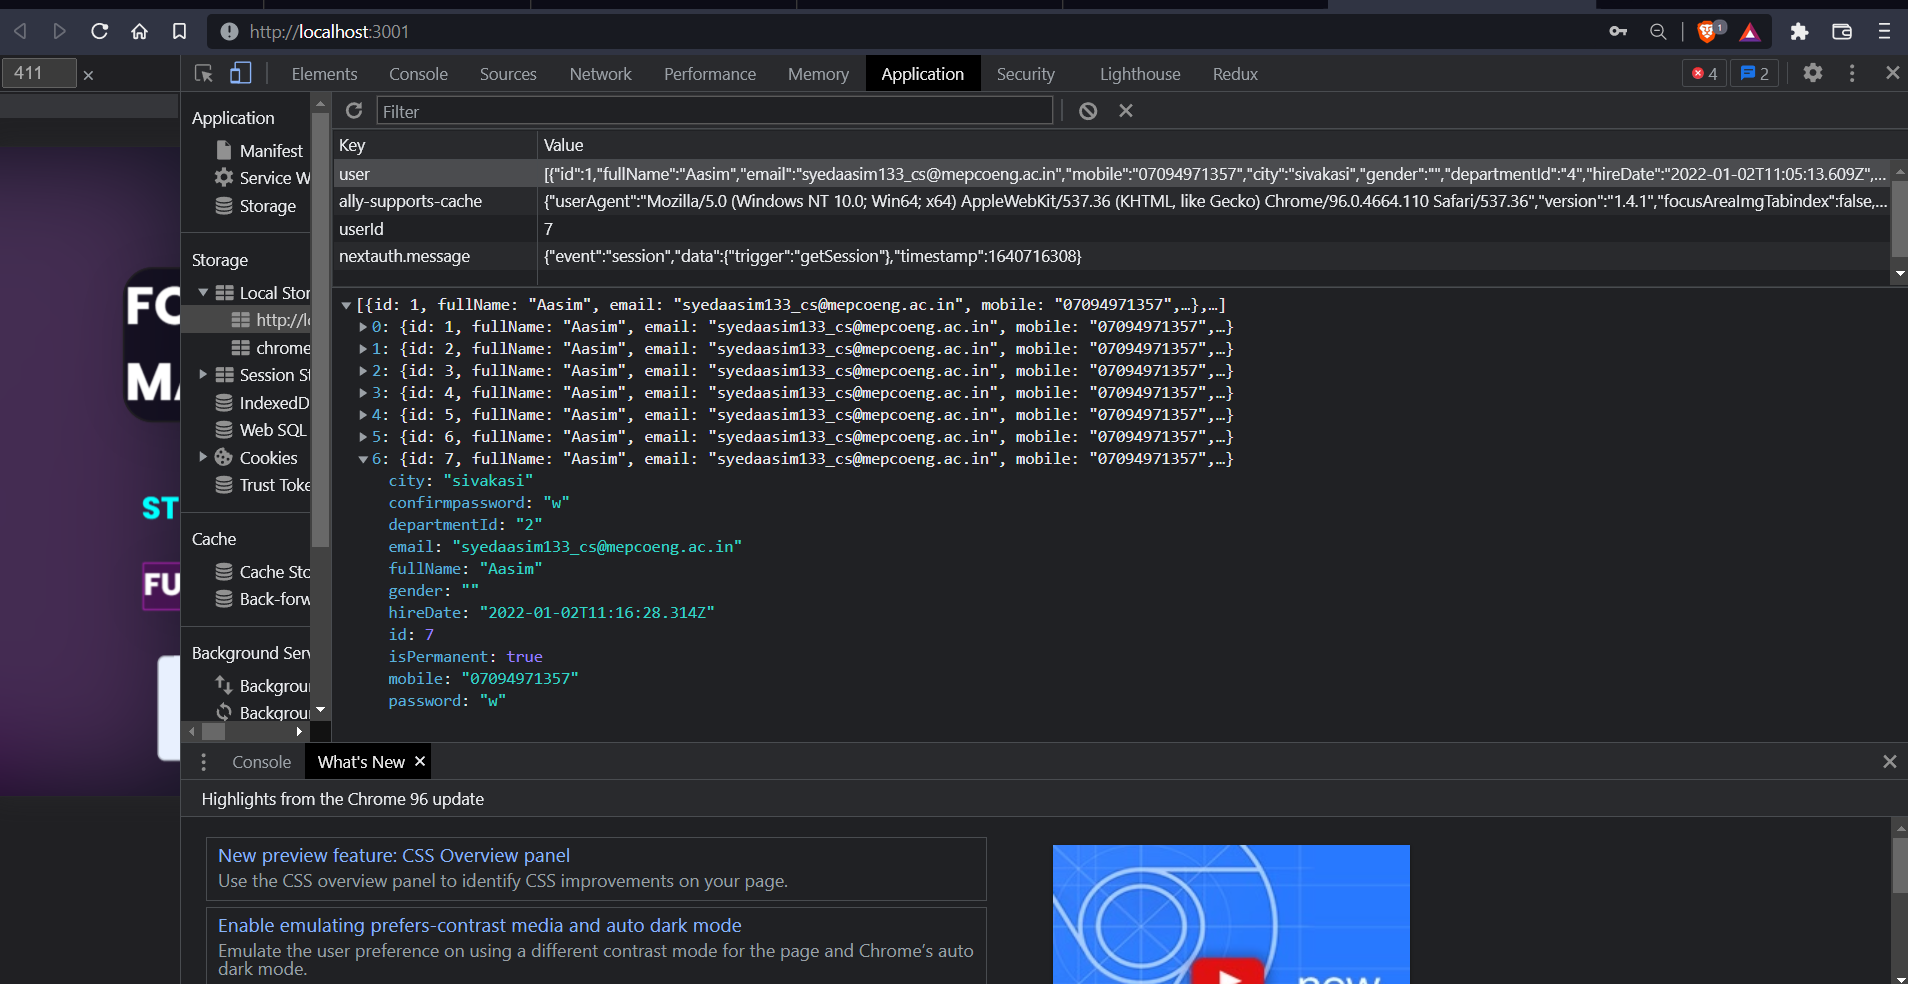 http://localhost:3001
1
411
Elements Console Sources Network Performance Memory Application Security Lighthouse Redux
4 2
Application
Manifest
Service W
Storage
Storage
Local Stor
http://lo
chrome
Session St
IndexedD
Web SQL
Cookies
Trust Toke
Cache
Cache Sto
Back-forw
Background Serv
Backgrou
Backgrou
FO
MA
ST
FU
Filter
Key Value
user [{"id":1,"fullName":"Aasim","email":"syedaasim133_cs@mepcoeng.ac.in","mobile":"07094971357","city":"sivakasi","gender":"","departmentId":"4","hireDate":"2022-01-02T11:05:13.609Z",...
ally-supports-cache {"userAgent":"Mozilla/5.0 (Windows NT 10.0; Win64; x64) AppleWebKit/537.36 (KHTML, like Gecko) Chrome/96.0.4664.110 Safari/537.36","version":"1.4.1","focusAreaImgTabindex":false,...
userId 7
nextauth.message {"event":"session","data":{"trigger":"getSession"},"timestamp":1640716308}
[{id: 1, fullName: "Aasim", email: "syedaasim133_cs@mepcoeng.ac.in", mobile: "07094971357",…},…]
0: {id: 1, fullName: "Aasim", email: "syedaasim133_cs@mepcoeng.ac.in", mobile: "07094971357",…}
1: {id: 2, fullName: "Aasim", email: "syedaasim133_cs@mepcoeng.ac.in", mobile: "07094971357",…}
2: {id: 3, fullName: "Aasim", email: "syedaasim133_cs@mepcoeng.ac.in", mobile: "07094971357",…}
3: {id: 4, fullName: "Aasim", email: "syedaasim133_cs@mepcoeng.ac.in", mobile: "07094971357",…}
4: {id: 5, fullName: "Aasim", email: "syedaasim133_cs@mepcoeng.ac.in", mobile: "07094971357",…}
5: {id: 6, fullName: "Aasim", email: "syedaasim133_cs@mepcoeng.ac.in", mobile: "07094971357",…}
6: {id: 7, fullName: "Aasim", email: "syedaasim133_cs@mepcoeng.ac.in", mobile: "07094971357",…}
city: "sivakasi"
confirmpassword: "w"
departmentId: "2"
email: "syedaasim133_cs@mepcoeng.ac.in"
fullName: "Aasim"
gender: ""
hireDate: "2022-01-02T11:16:28.314Z"
id: 7
isPermanent: true
mobile: "07094971357"
password: "w"
Console What's New
Highlights from the Chrome 96 update
New preview feature: CSS Overview panel
Use the CSS overview panel to identify CSS improvements on your page.
Enable emulating prefers-contrast media and auto dark mode
Emulate the user preference on using a different contrast mode for the page and Chrome's auto
dark mode.
new